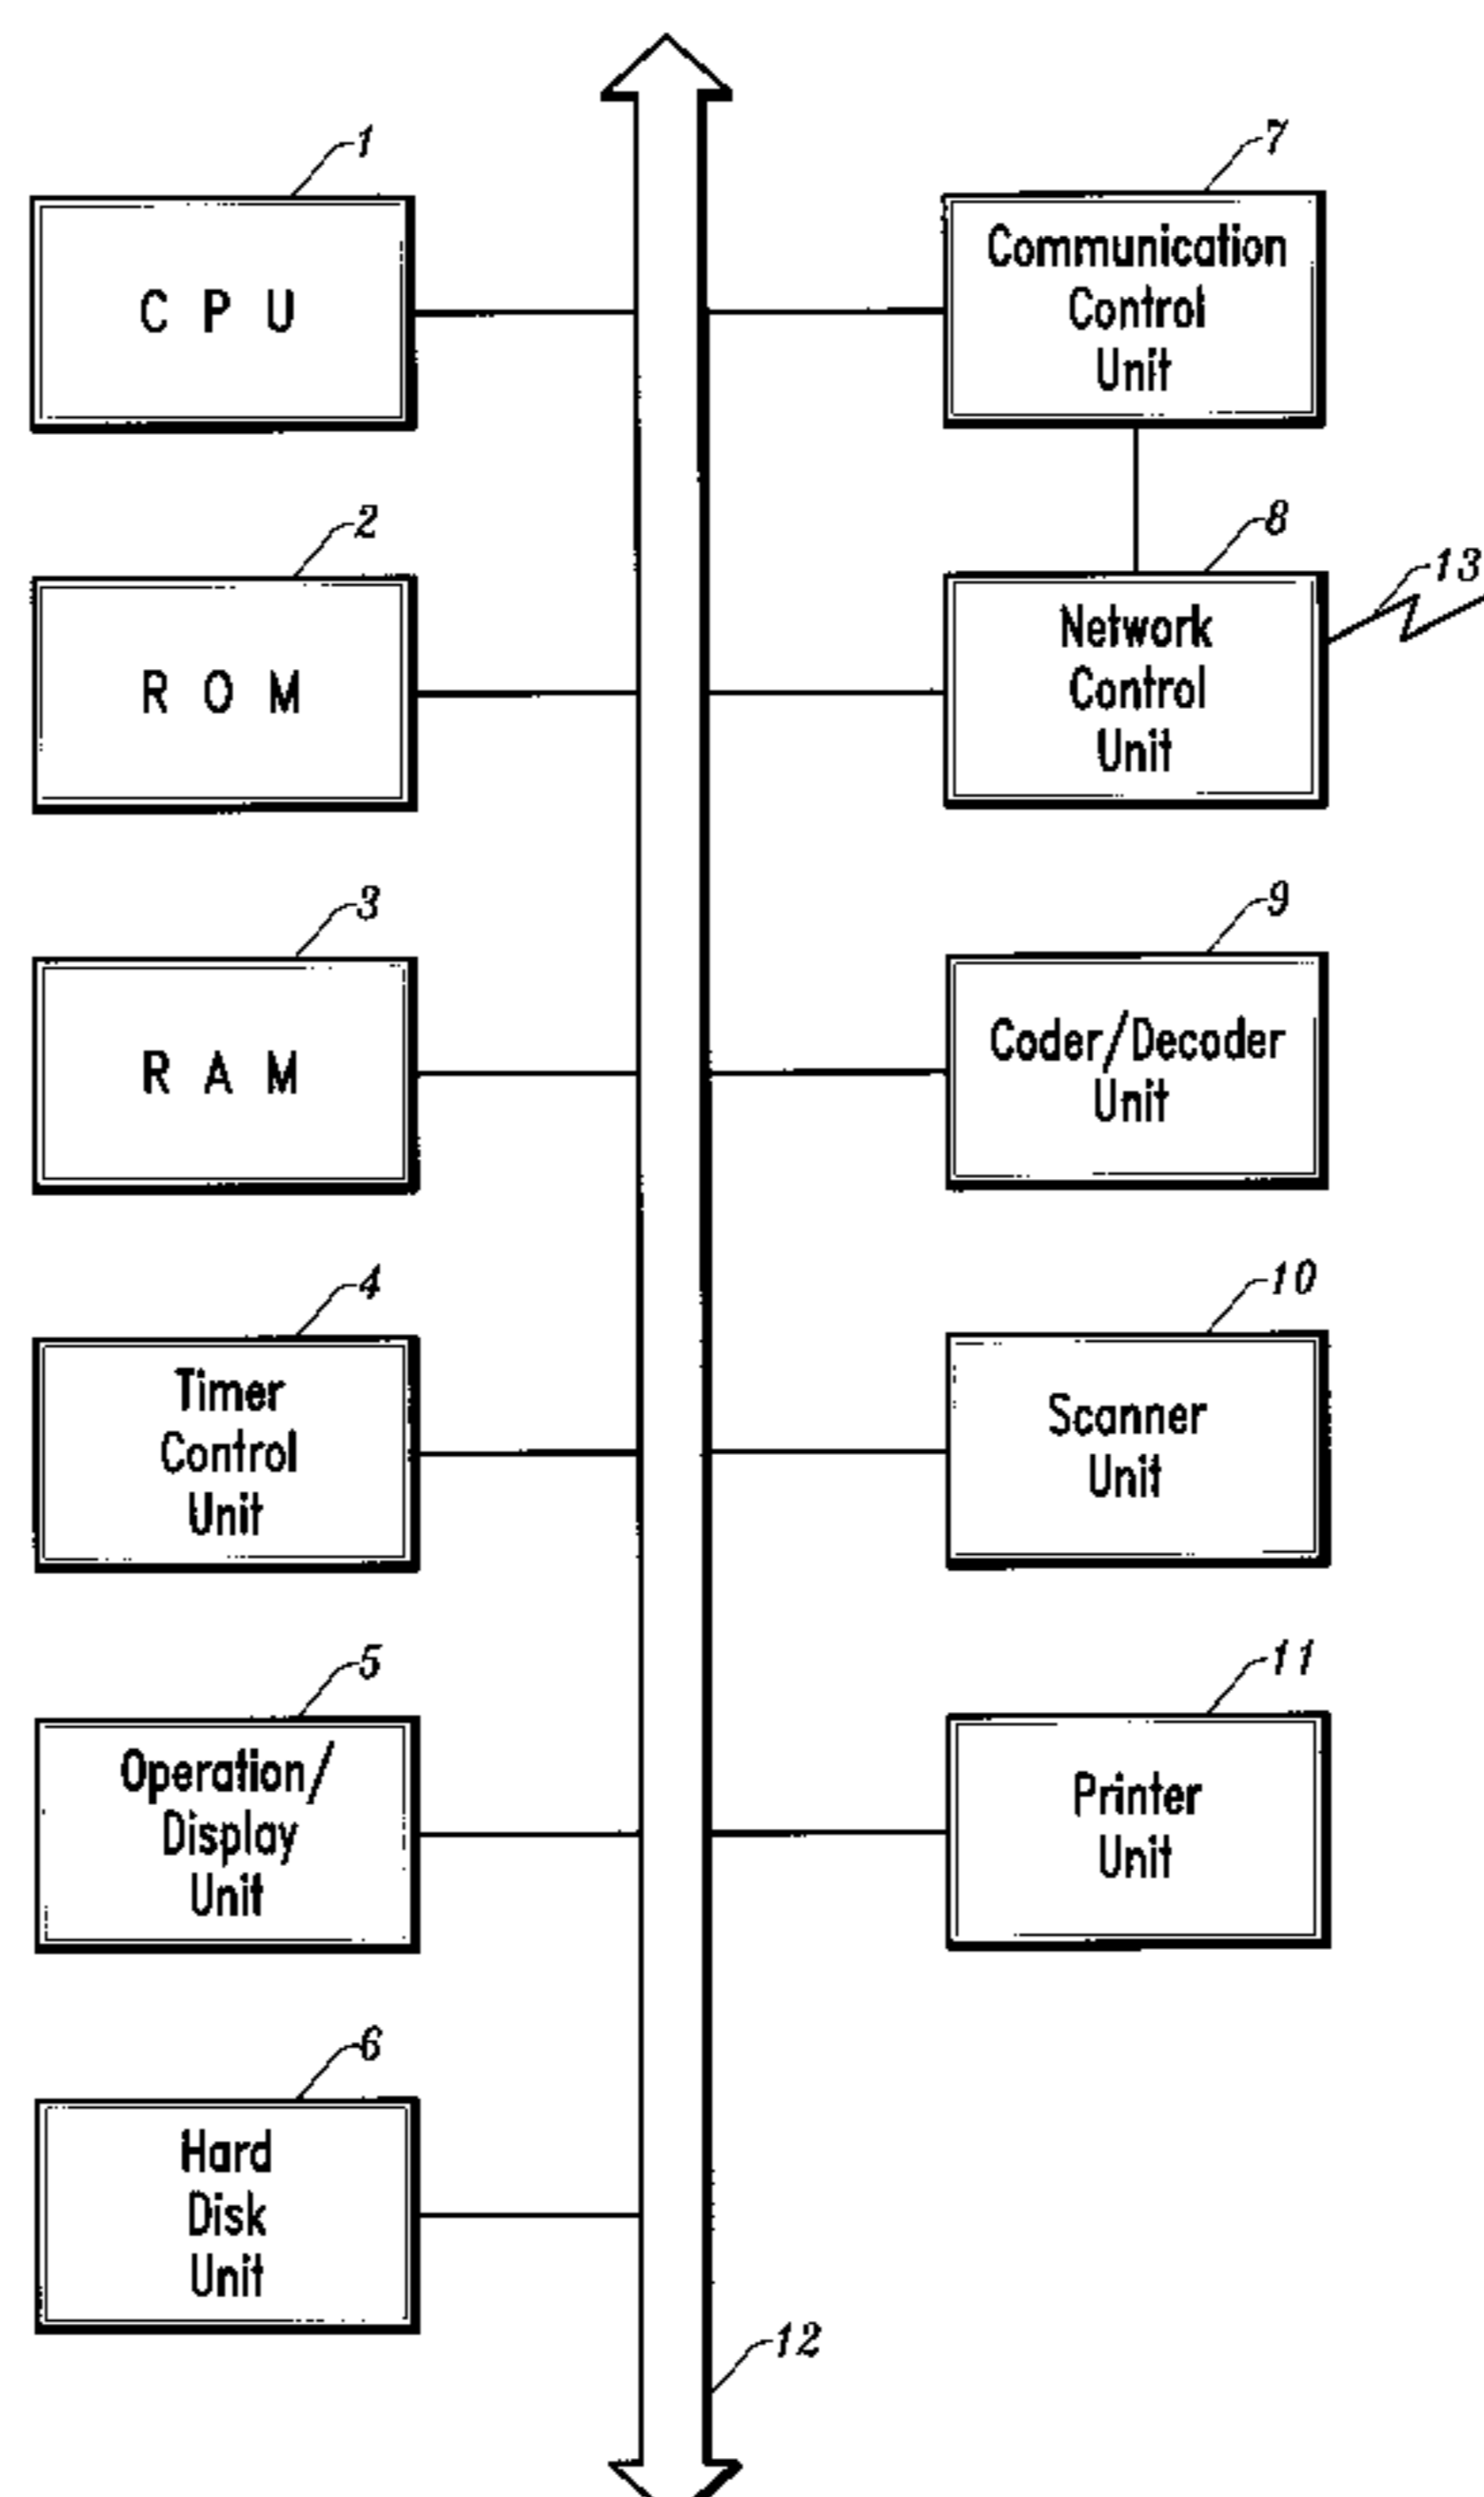 1
C P U
2
R O M
3
R A M
4
Timer
Control
Unit
5
Operation/
Display
Unit
6
Hard
Disk
Unit
7
Communication
Control
Unit
8
13
Network
Control
Unit
9
Coder/Decoder
Unit
10
Scanner
Unit
11
Printer
Unit
12